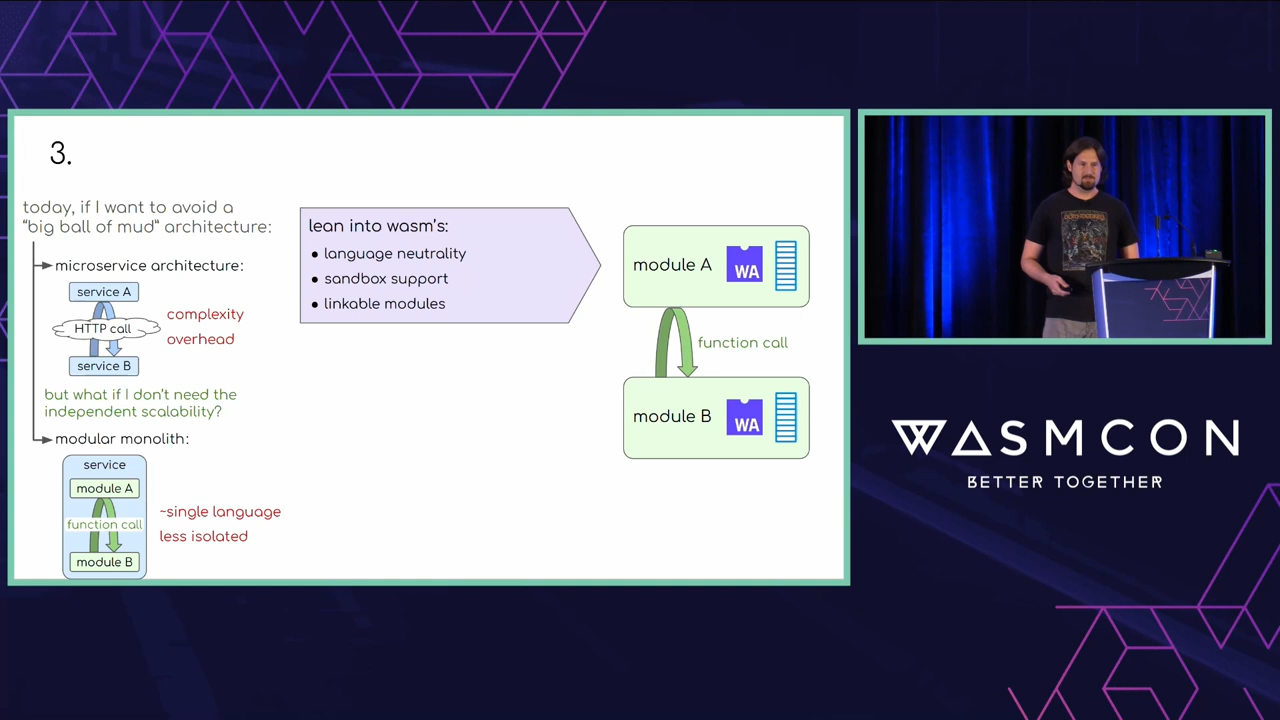 3.
today, if I want to avoid a
"big ball of mud" architecture:
microservice architecture:
service A
HTTP call
service B
complexity
overhead
but what if I don't need the
independent scalability?
modular monolith:
service
module A
function call
module B
~single language
less isolated
lean into wasm's:
• language neutrality
• sandbox support
• linkable modules
module A
WA
function call
module B
WA
WASMCON
BETTER TOGETHER